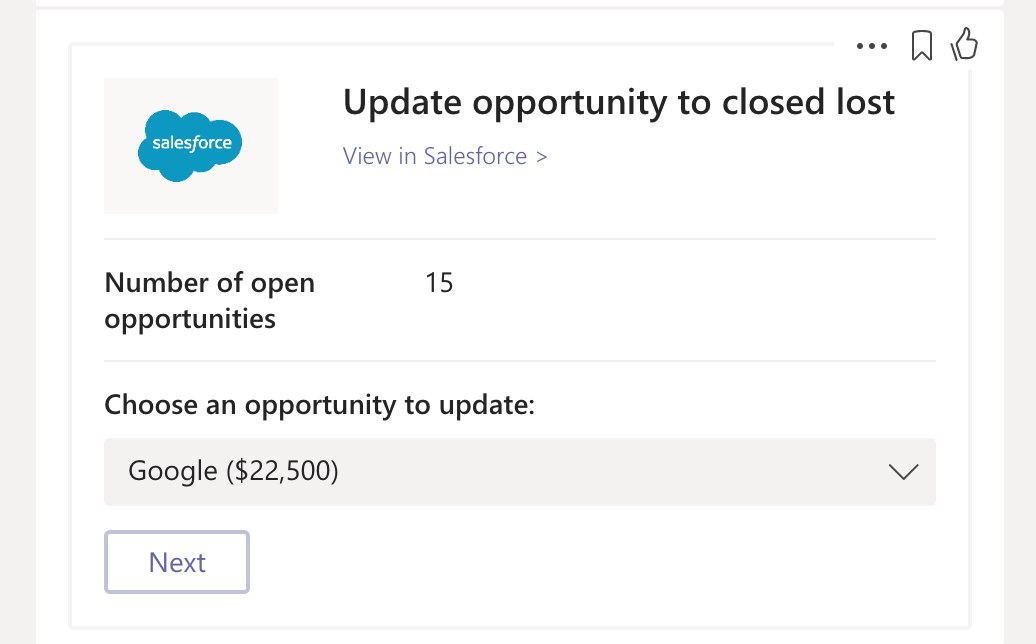 salesforce
Update opportunity to closed lost
View in Salesforce >
Number of open
opportunities
15
Choose an opportunity to update:
Google ($22,500)
Next